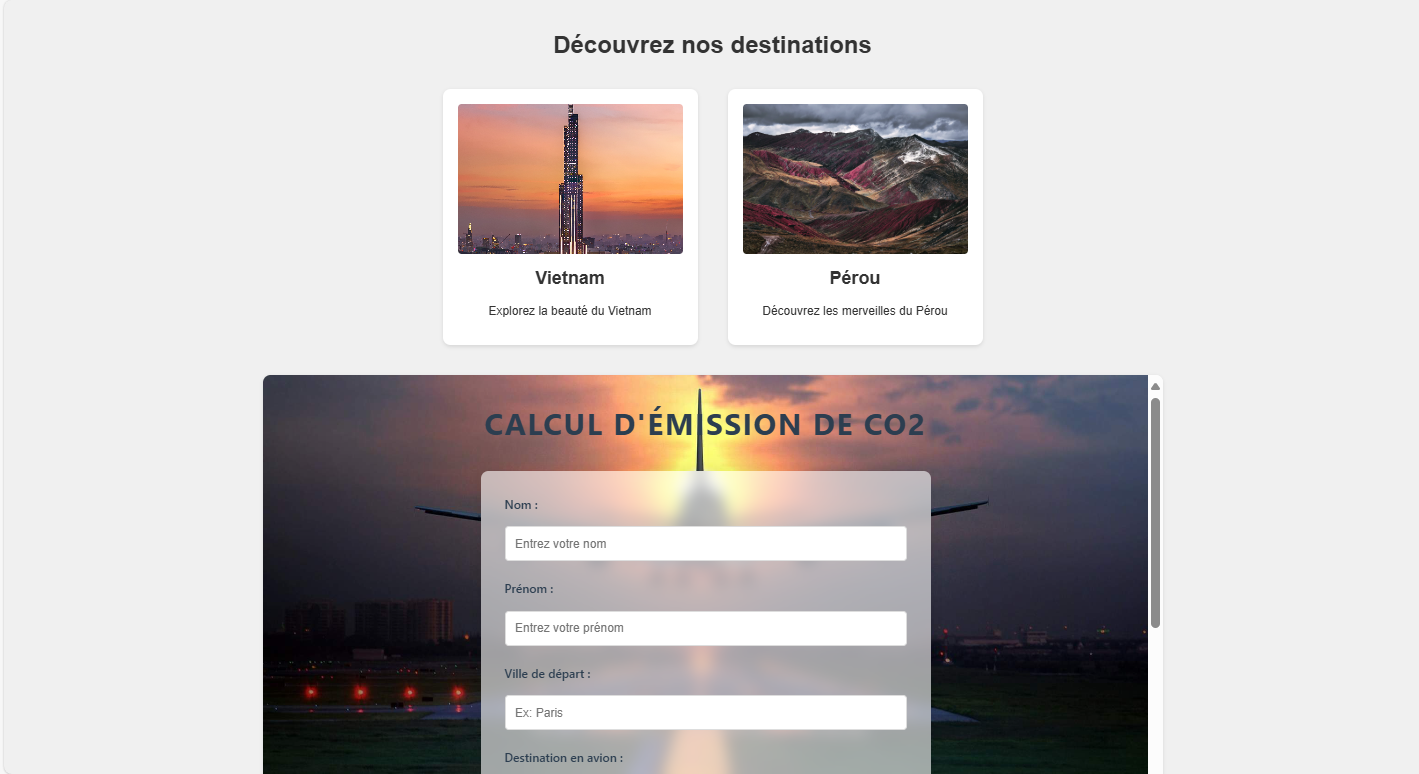 Découvrez nos destinations
Vietnam
Explorez la beauté du Vietnam
Pérou
Découvrez les merveilles du Pérou
CALCUL D'ÉMISSION DE CO2
Nom :
Entrez votre nom
Prénom :
Entrez votre prénom
Ville de départ :
Ex: Paris
Destination en avion :